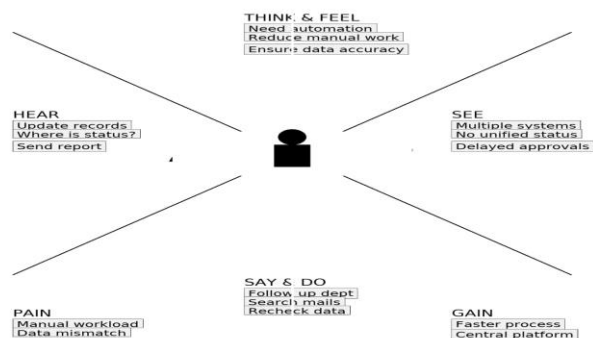 THINK & FEEL
Need automation
Reduce manual work
Ensure data accuracy
HEAR
Update records
Where is status?
Send report
SEE
Multiple systems
No unified status
Delayed approvals
SAY & DO
Follow up dept
Search mails
Recheck data
PAIN
Manual workload
Data mismatch
GAIN
Faster process
Central platform